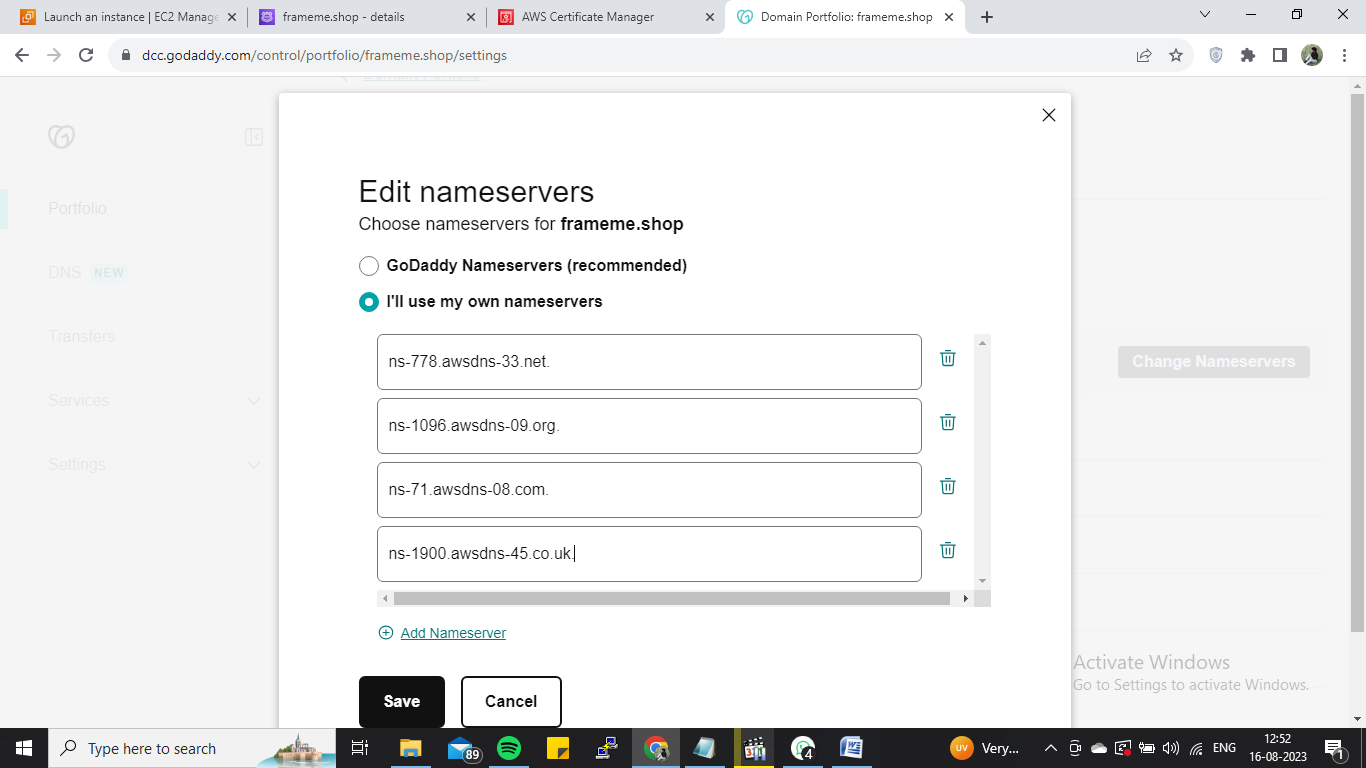 Launch an instance | EC2 Manage
frameme.shop - details
AWS Certificate Manager
Domain Portfolio: frameme.shop
dcc.godaddy.com/control/portfolio/frameme.shop/settings
Portfolio
DNS NEW
Transfers
Services
Settings
Edit nameservers
Choose nameservers for frameme.shop
GoDaddy Nameservers (recommended)
I'll use my own nameservers
ns-778.awsdns-33.net.
ns-1096.awsdns-09.org.
ns-71.awsdns-08.com.
ns-1900.awsdns-45.co.uk.
Add Nameserver
Save
Cancel
Change Nameservers
Activate Windows
Go to Settings to activate Windows.
Type here to search
89
4
UV
Very...
ENG
12:52
16-08-2023
1